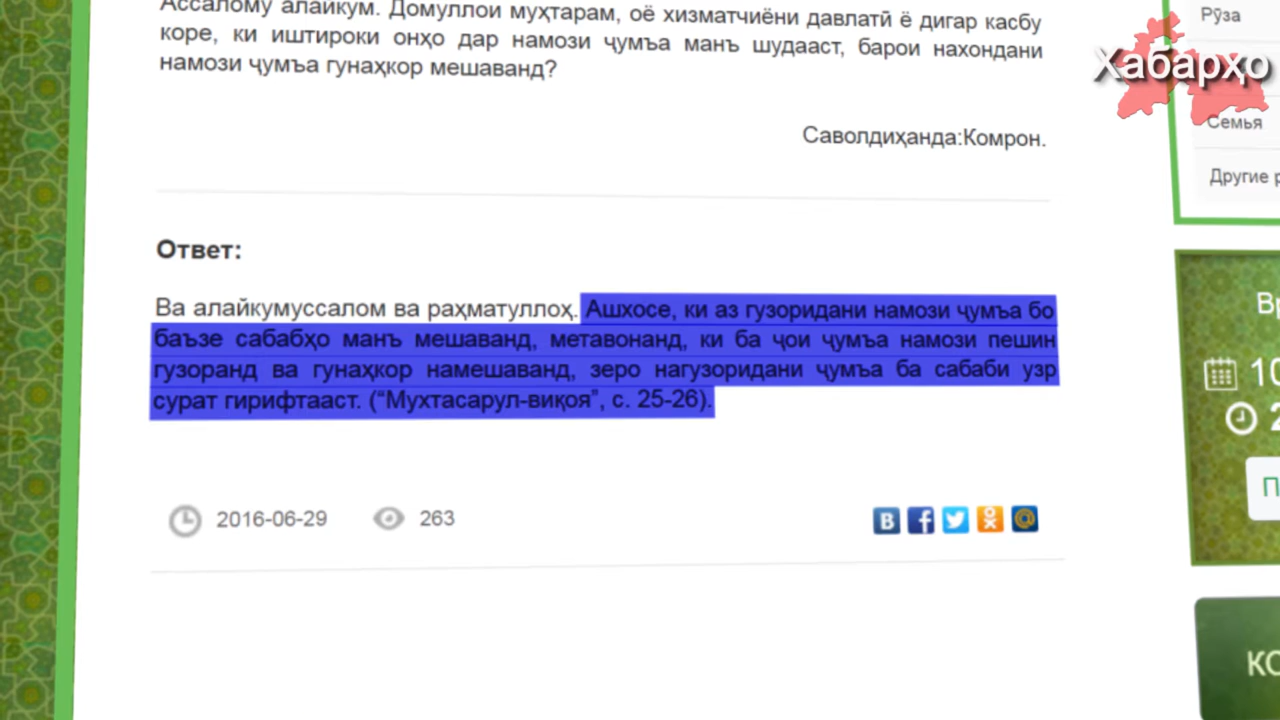 Ассалому алайкум. Домуллои муҳтарам, оё хизматчиёни давлатӣ ё дигар касбу
коре, ки иштироки онҳо дар намози ҷумъа манъ шудааст, барои нахондани
намози ҷумъа гунаҳкор мешаванд?
Саволдиҳанда:Комрон.
Ответ:
Ва алайкумуссалом ва раҳматуллоҳ. Ашхосе, ки аз гузоридани намози ҷумъа бо
баъзе сабабҳо манъ мешаванд, метавонанд, ки ба ҷои ҷумъа намози пешин
гузоранд ва гунаҳкор намешаванд, зеро нагузоридани ҷумъа ба сабаби узр
сурат гирифтааст. (“Мухтасарул-виқоя”, с. 25-26).
2016-06-29 263
Рӯза
Хабарҳо
Семья
Другие
10